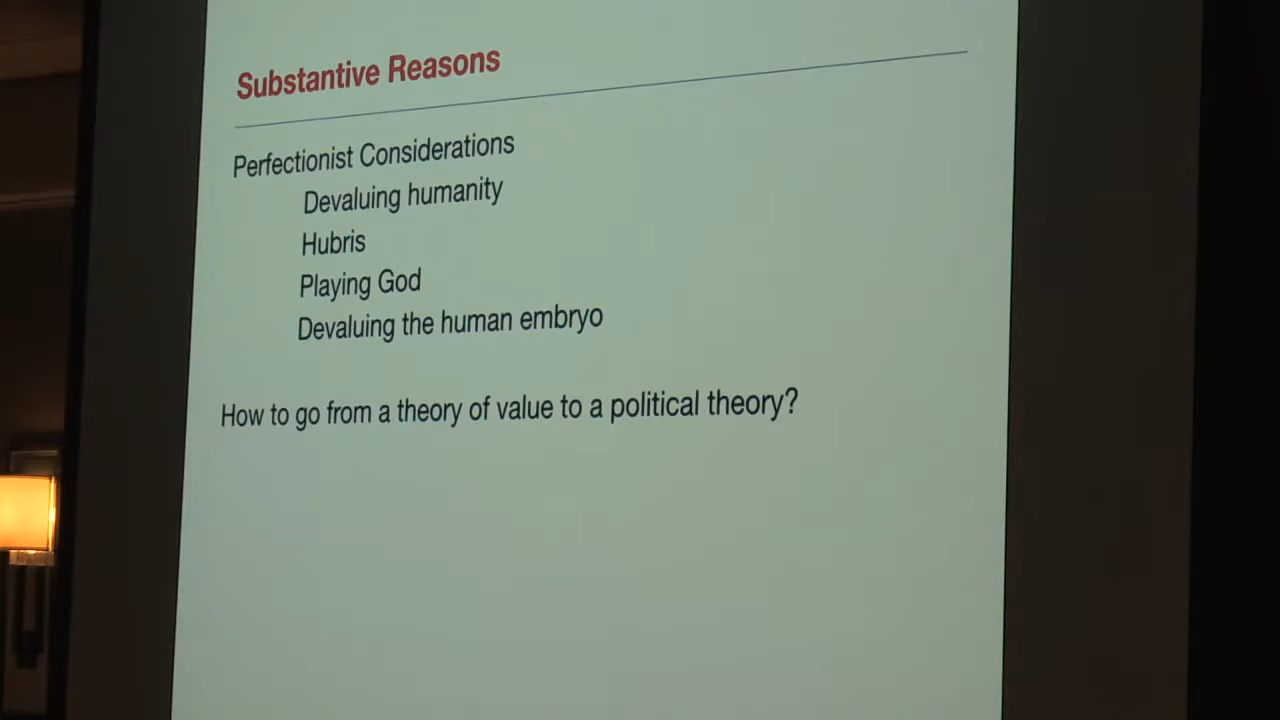 Substantive Reasons
Perfectionist Considerations
Devaluing humanity
Hubris
Playing God
Devaluing the human embryo
How to go from a theory of value to a political theory?